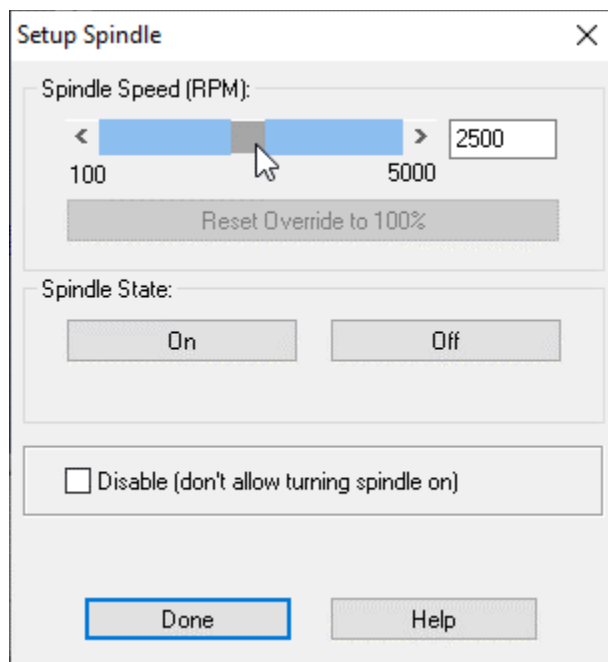 Setup Spindle
Spindle Speed (RPM):
2500
100 5000
Reset Override to 100%
Spindle State:
On Off
Disable (don't allow turning spindle on)
Done Help